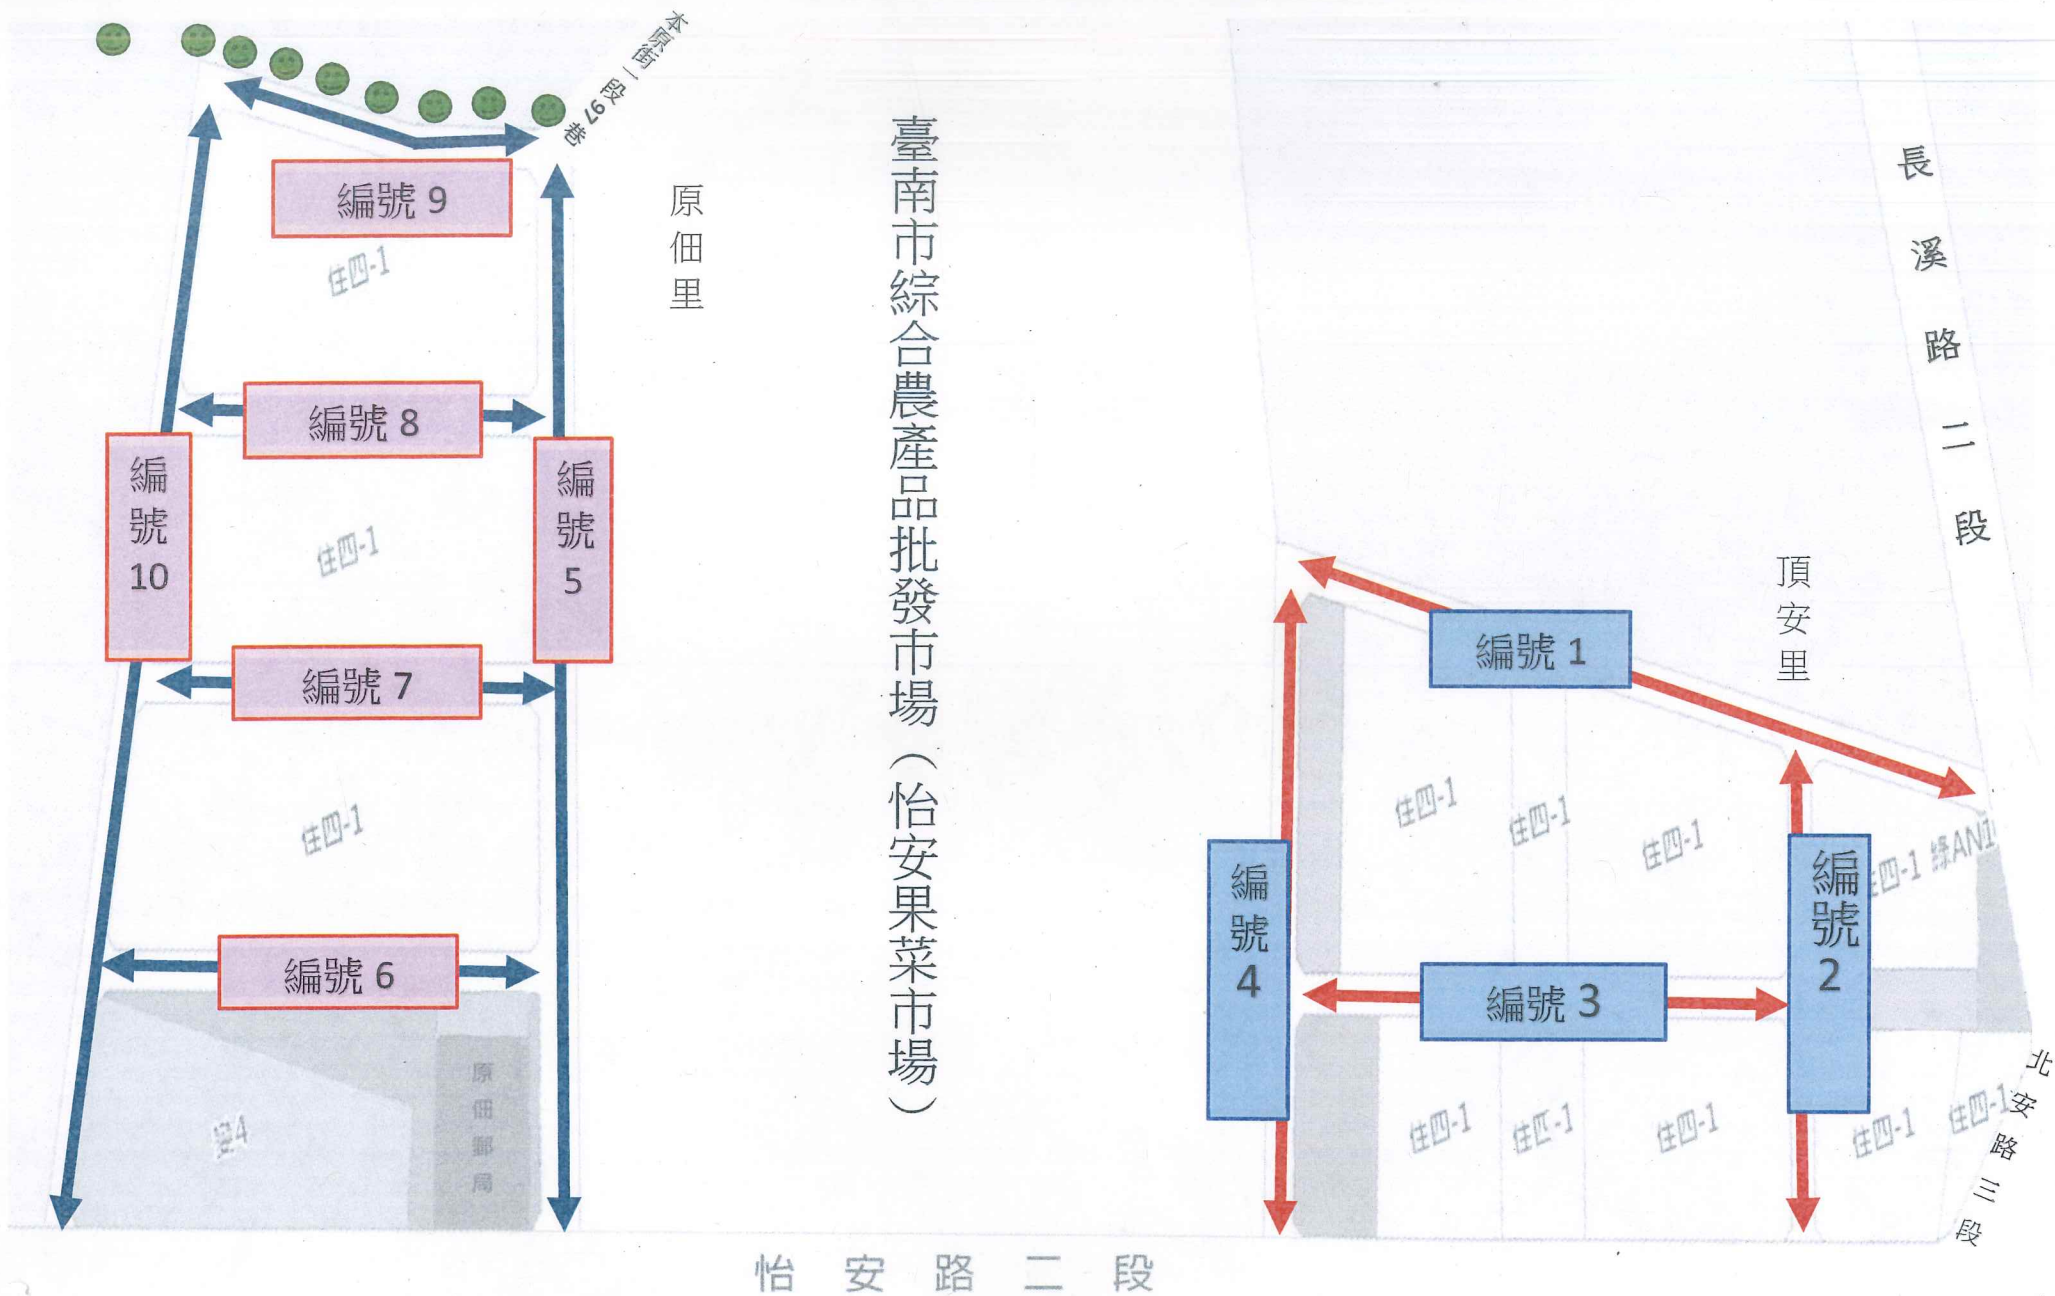 本原街一段97巷
編號 9
住四-1
原佃里
編號 8
編號10
住四-1
編號5
編號 7
住四-1
編號 6
原佃郵局
臺南市綜合農產品批發市場（怡安果菜市場）
長溪路二段
頂安里
編號 1
住四-1
住四-1
住四-1
編號4
編號2
綠AN1
編號 3
住四-1
住四-1
住四-1
住四-1
北安路三段
怡安路二段